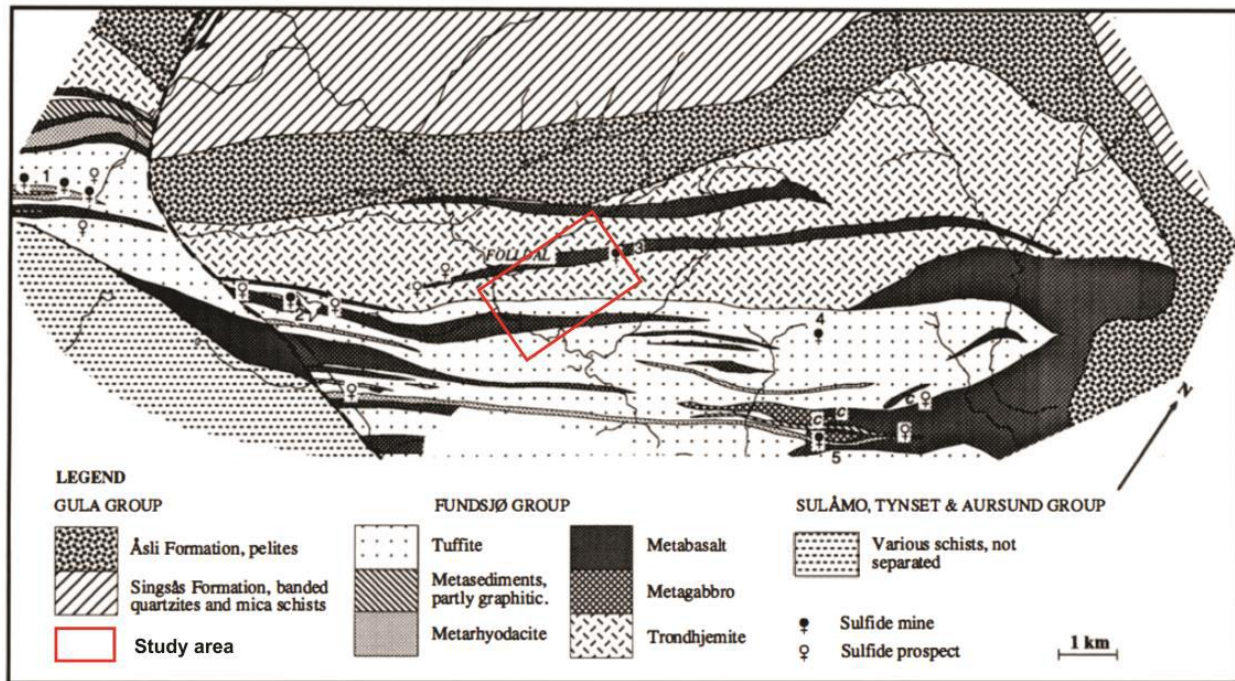 1
FOLLDAL
3
2
4
C
C
C
5
N
LEGEND
GULA GROUP
Åsli Formation, pelites
Singsås Formation, banded
quartzites and mica schists
Study area
FUNDSJØ GROUP
Tuffite
Metasediments,
partly graphitic.
Metarhyodacite
Metabasalt
Metagabbro
Trondhjemite
SULÅMO, TYNSET & AURSUND GROUP
Various schists, not
separated
Sulfide mine
Sulfide prospect
1 km